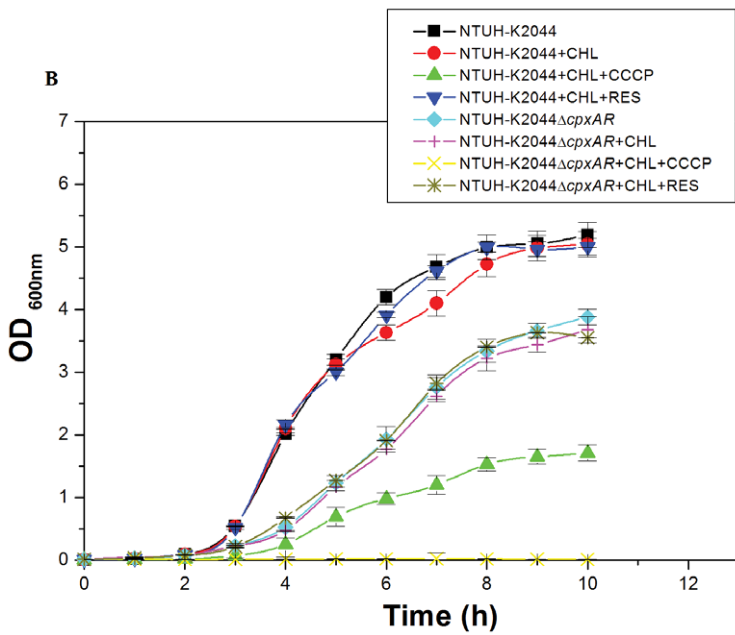 NTUH-K2044
NTUH-K2044+CHL
NTUH-K2044+CHL+CCCP
NTUH-K2044+CHL+RES
NTUH-K2044ΔcpxAR
NTUH-K2044ΔcpxAR+CHL
NTUH-K2044ΔcpxAR+CHL+CCCP
NTUH-K2044ΔcpxAR+CHL+RES
B
7
6
5
4
3
2
1
0
OD 600nm
0 2 4 6 8 10 12
Time (h)